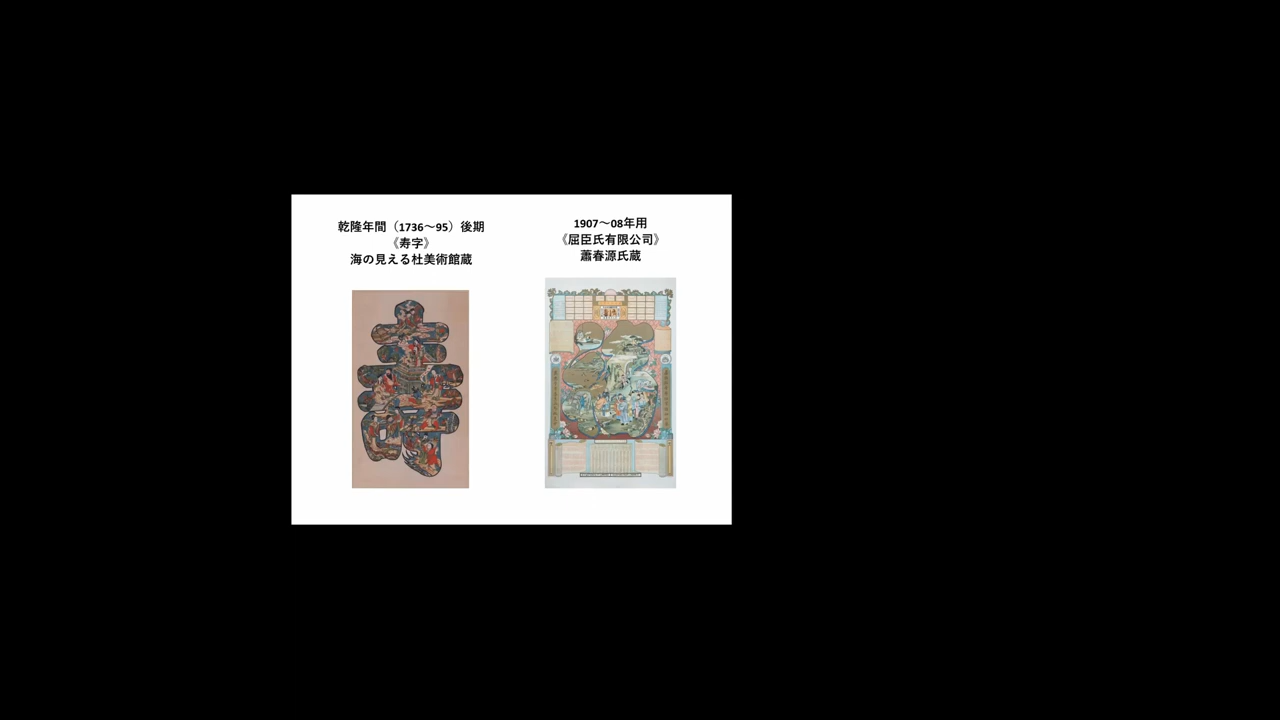 乾隆年間（1736～95）後期
《寿字》
海の見える杜美術館蔵
1907～08年用
《屈臣氏有限公司》
蕭春源氏蔵